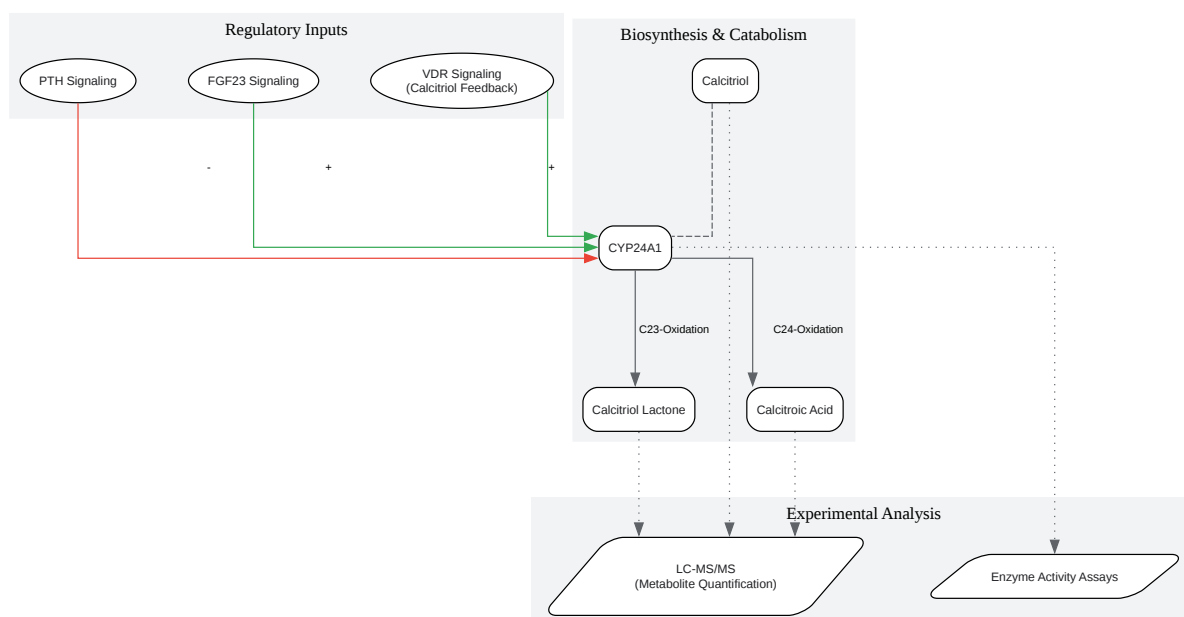 Regulatory Inputs
Biosynthesis & Catabolism
PTH Signaling
FGF23 Signaling
VDR Signaling
(Calcitriol Feedback)
Calcitriol
-
+
+
CYP24A1
C23-Oxidation
C24-Oxidation
Calcitriol Lactone
Calcitroic Acid
Experimental Analysis
LC-MS/MS
(Metabolite Quantification)
Enzyme Activity Assays